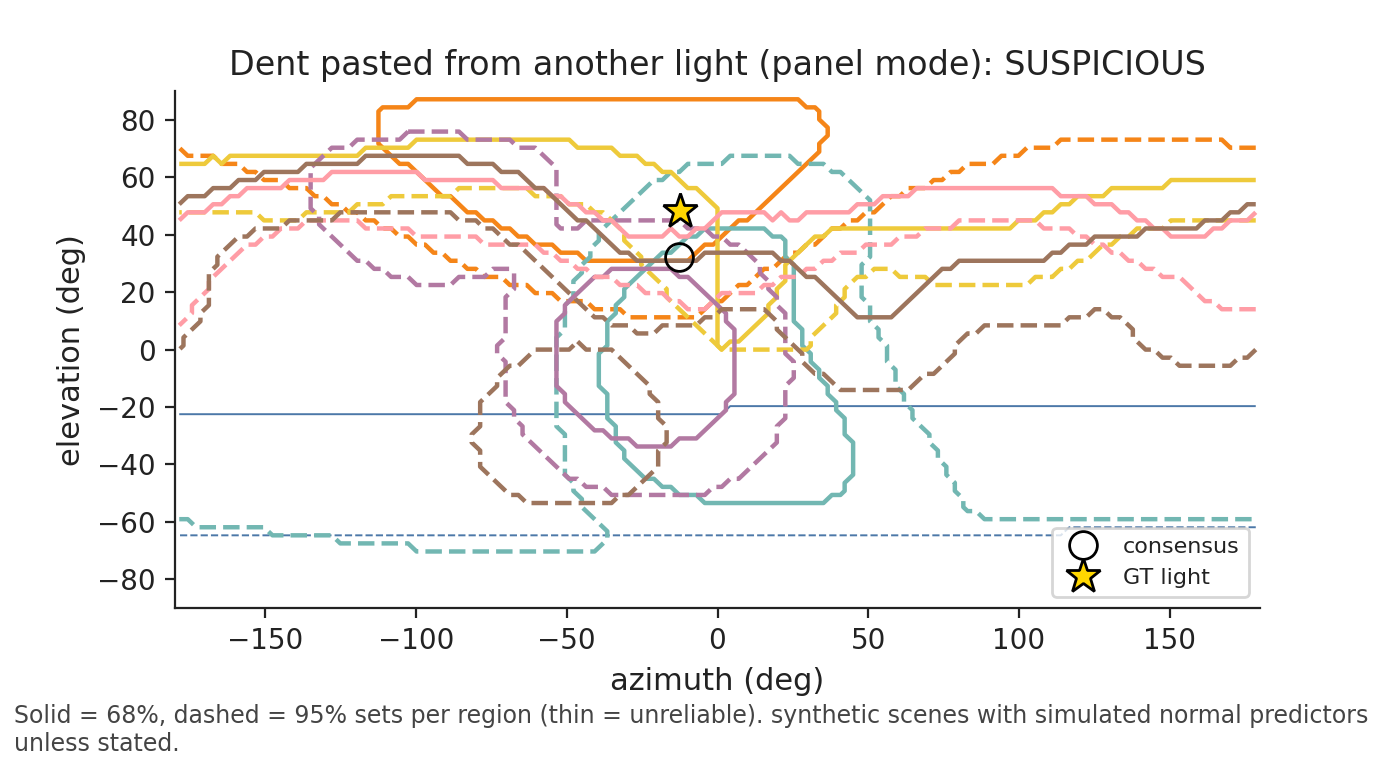 Dent pasted from another light (panel mode): SUSPICIOUS
80
60
40
20
0
−20
−40
−60
−80
elevation (deg)
consensus
GT light
−150
−100
−50
0
50
100
150
azimuth (deg)
Solid = 68%, dashed = 95% sets per region (thin = unreliable). synthetic scenes with simulated normal predictors
unless stated.